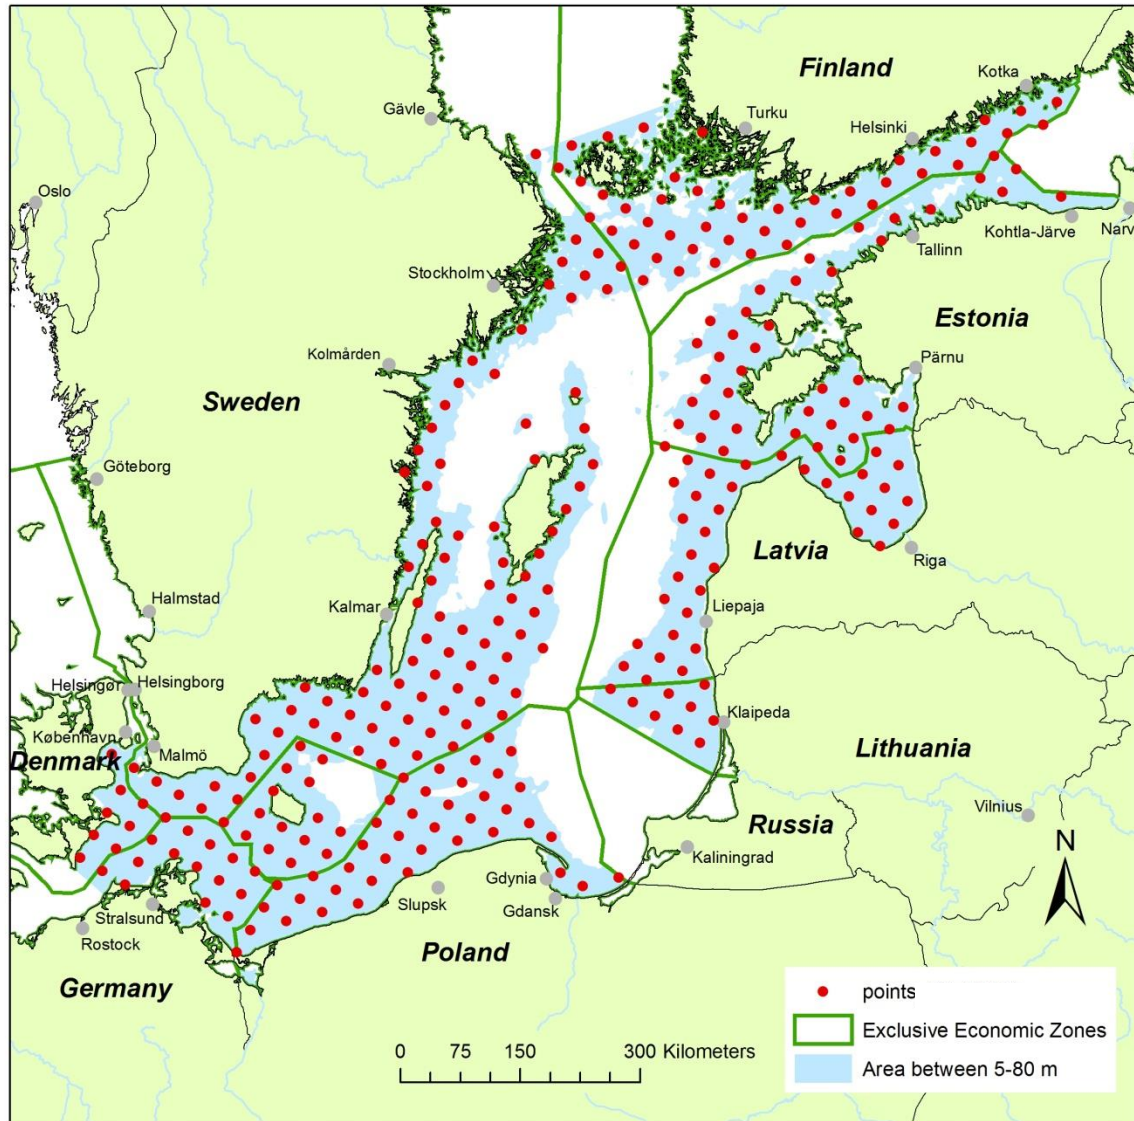 Finland
Kotka
Gävle
Turku
Helsinki
Oslo
Kohtla-Järve
Narv
Tallinn
Stockholm
Estonia
Kolmården
Pärnu
Sweden
Göteborg
Latvia
Riga
Halmstad
Kalmar
Liepaja
Helsingør
Helsingborg
Klaipeda
København
Malmö
Denmark
Lithuania
Vilnius
Russia
N
Kaliningrad
Gdynia
Slupsk
Gdansk
Stralsund
Rostock
Poland
Germany
points
Exclusive Economic Zones
Area between 5-80 m
0 75 150 300 Kilometers